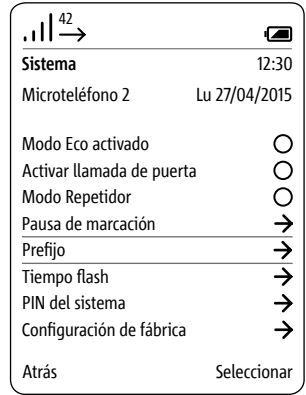 42
Sistema 12:30
Microteléfono 2 Lu 27/04/2015
Modo Eco activado
Activar llamada de puerta
Modo Repetidor
Pausa de marcación
Prefijo
Tiempo flash
PIN del sistema
Configuración de fábrica
Atrás Seleccionar